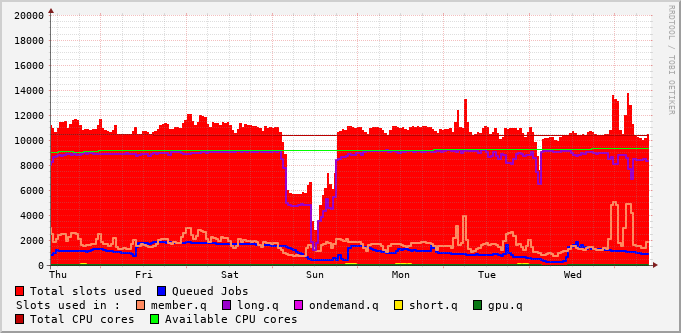 RRDTOOL / TOBI OETIKER
20000
18000
16000
14000
12000
10000
8000
6000
4000
2000
0
Thu Fri Sat Sun Mon Tue Wed
Total slots used Queued Jobs
Slots used in : member.q long.q ondemand.q short.q gpu.q
Total CPU cores Available CPU cores